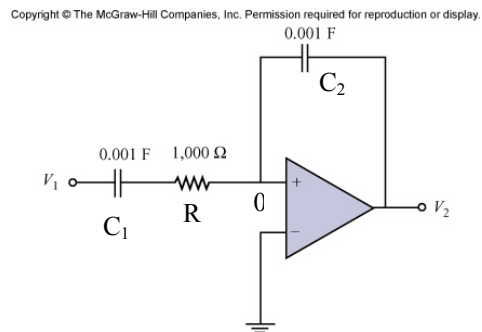 Copyright © The McGraw-Hill Companies, Inc. Permission required for reproduction or display.
0.001 F
C2
0.001 F 1,000 Ω
V1
+
0
V2
R
C1
−